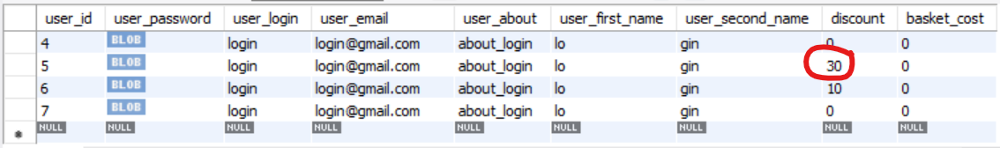 user_id user_password user_login user_email user_about user_first_name user_second_name discount basket_cost
4 BLOB login login@gmail.com about_login lo gin 0 0
5 BLOB login login@gmail.com about_login lo gin 30 0
6 BLOB login login@gmail.com about_login lo gin 10 0
7 BLOB login login@gmail.com about_login lo gin 0 0
NULL NULL NULL NULL NULL NULL NULL NULL NULL